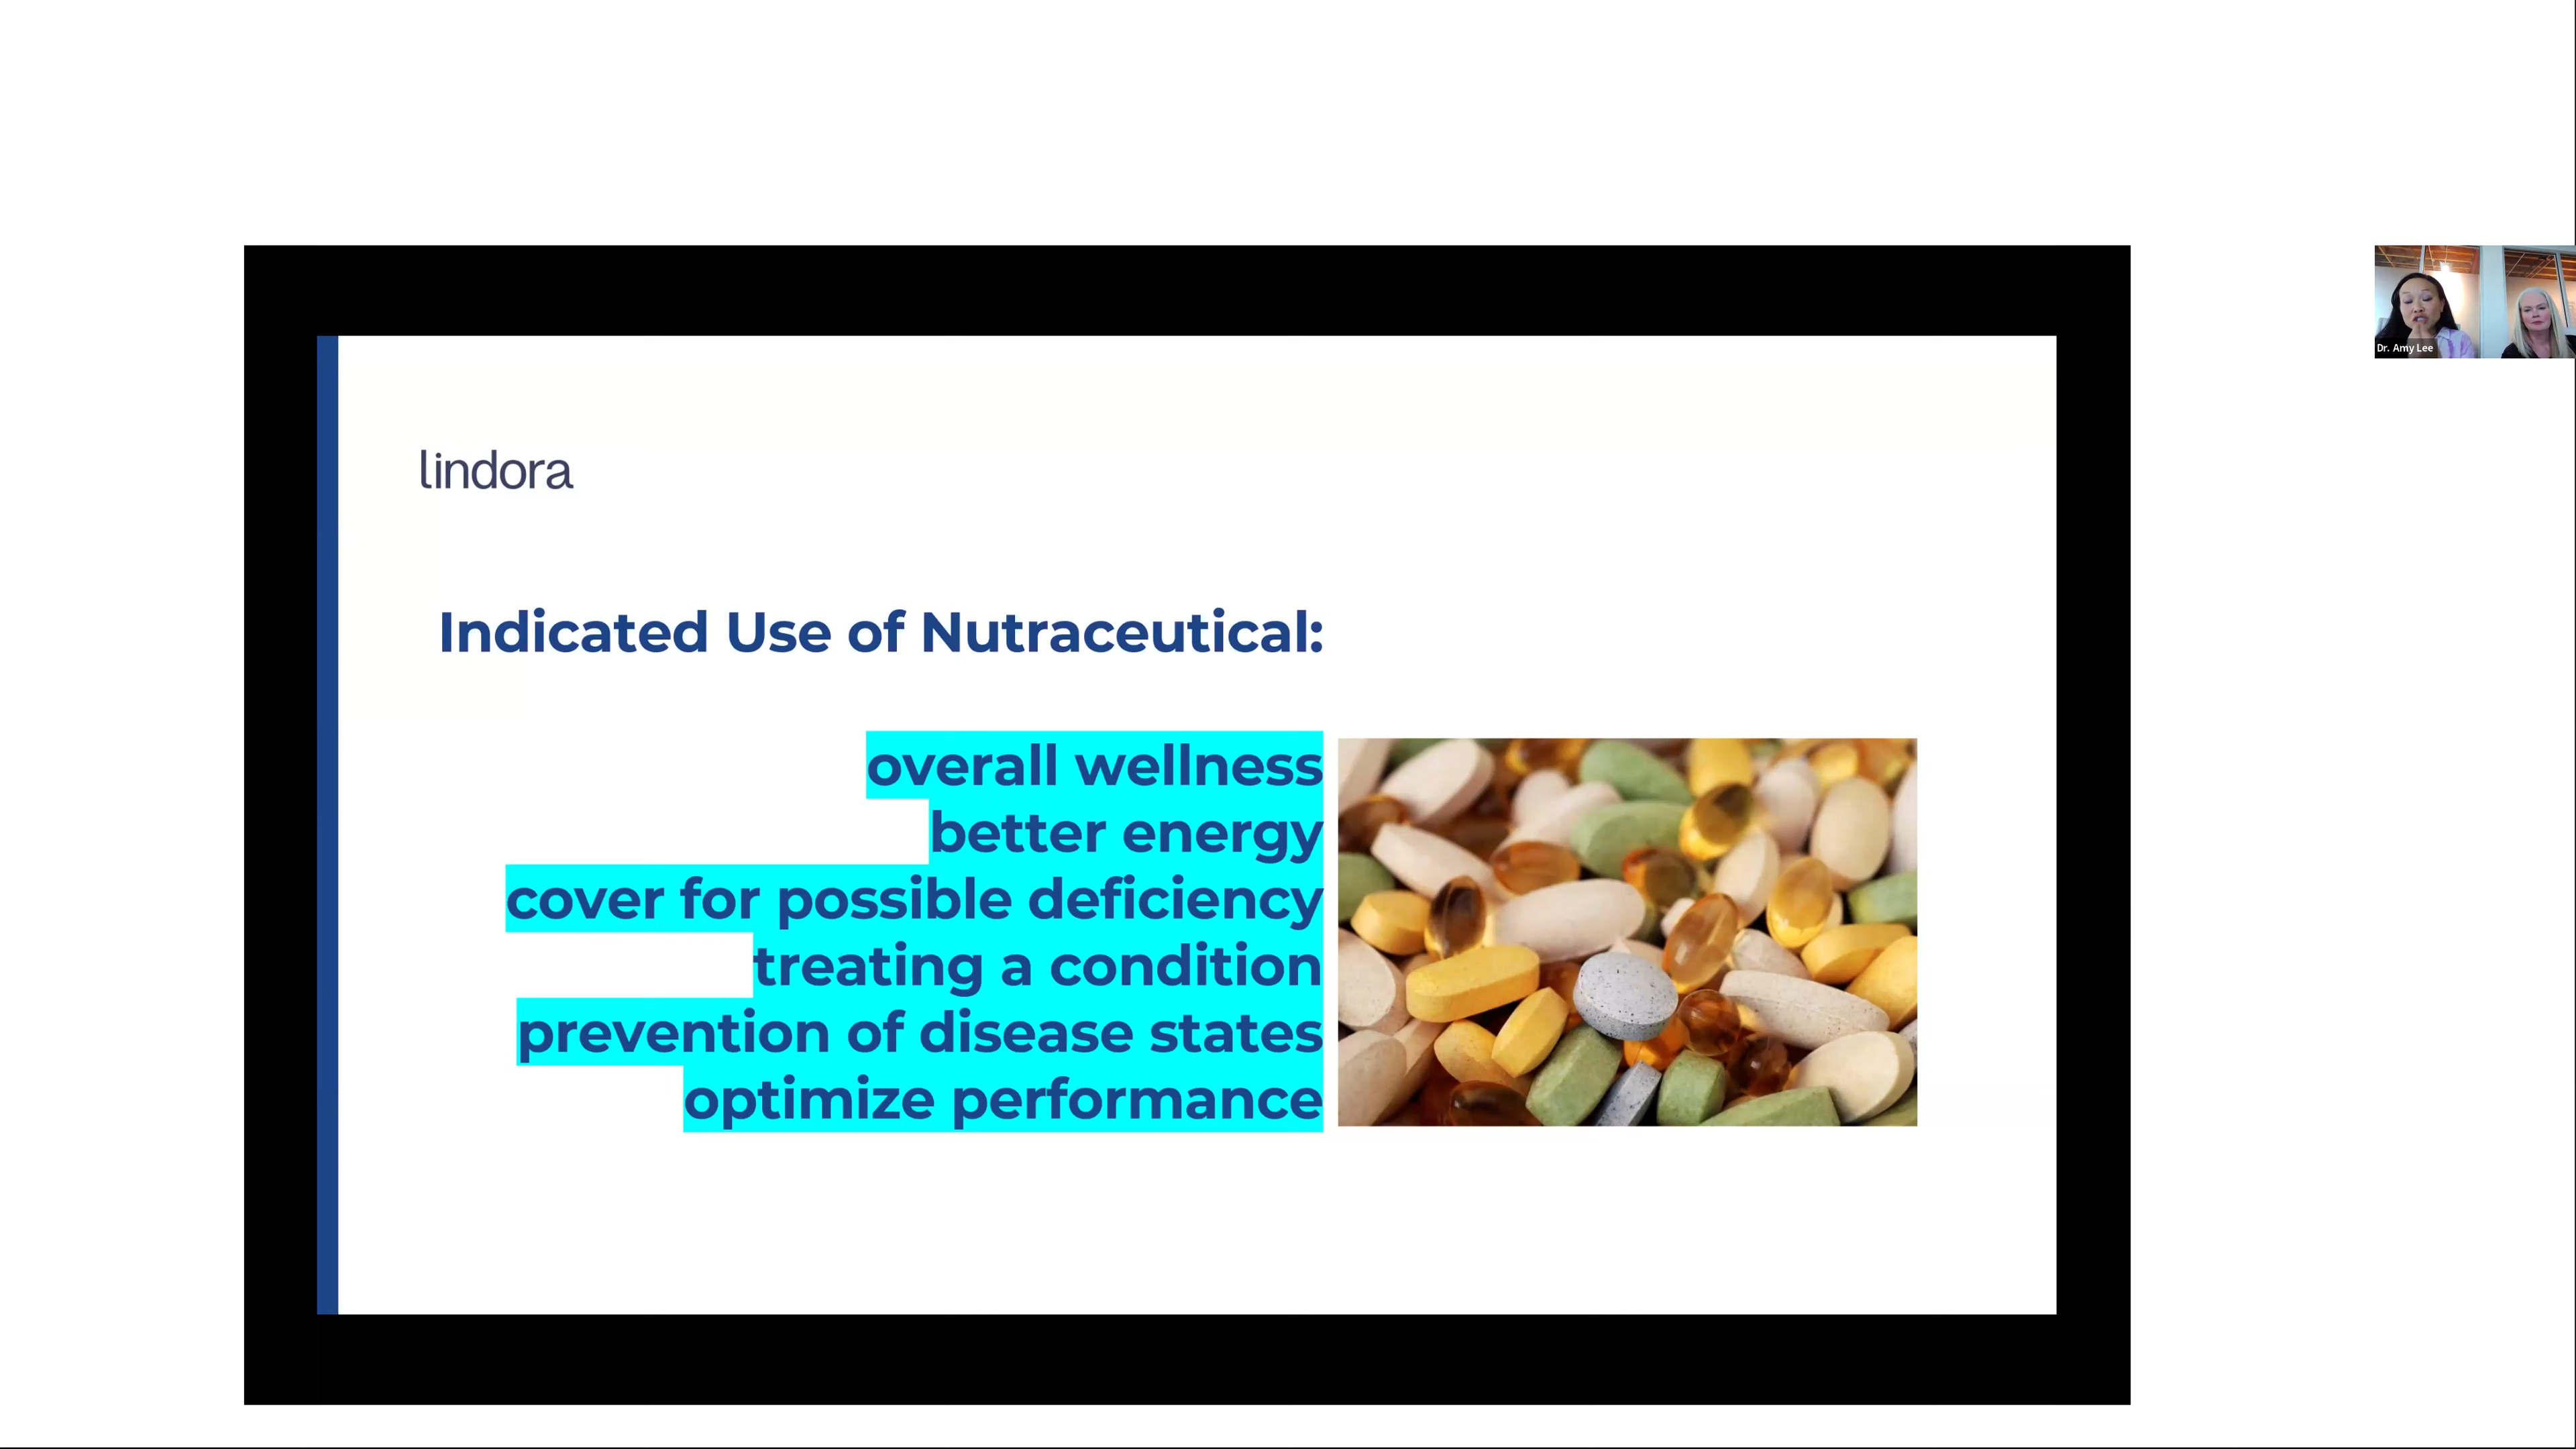 lindora
Indicated Use of Nutraceutical:
overall wellness
better energy
cover for possible deficiency
treating a condition
prevention of disease states
optimize performance
Dr. Amy Lee